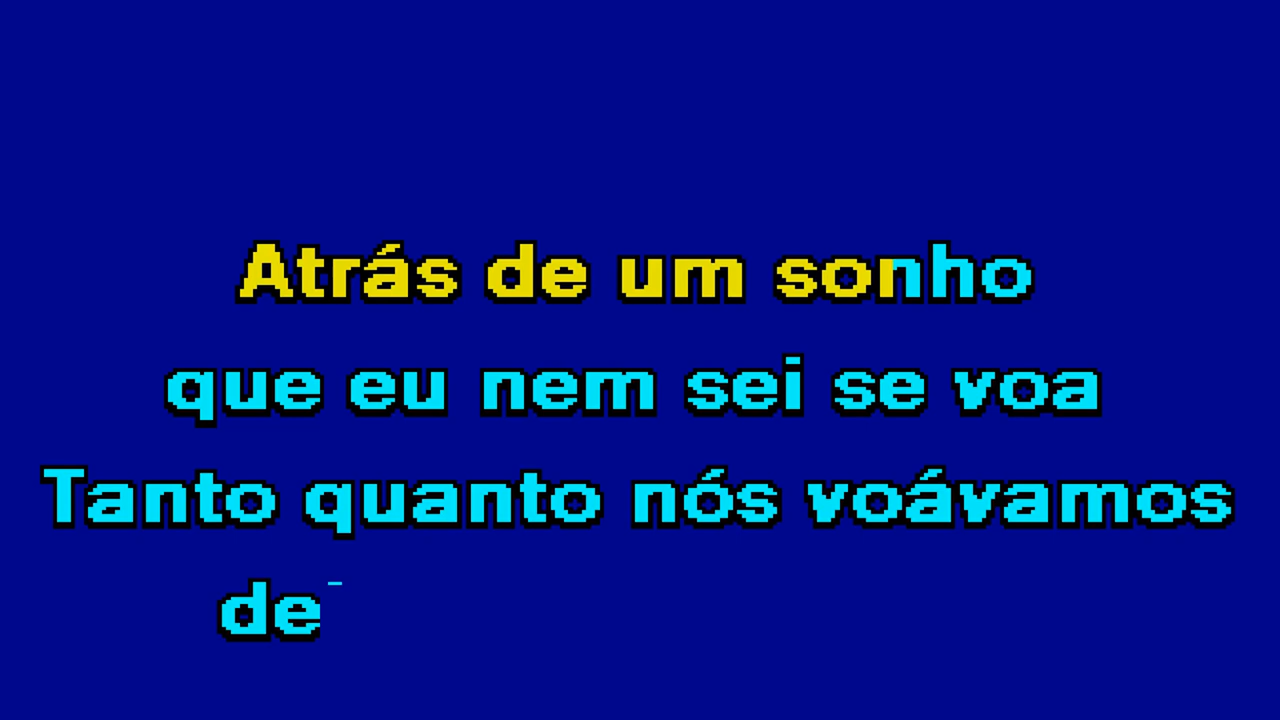 Atrás de um sonho
que eu nem sei se voa
Tanto quanto nós voávamos
de